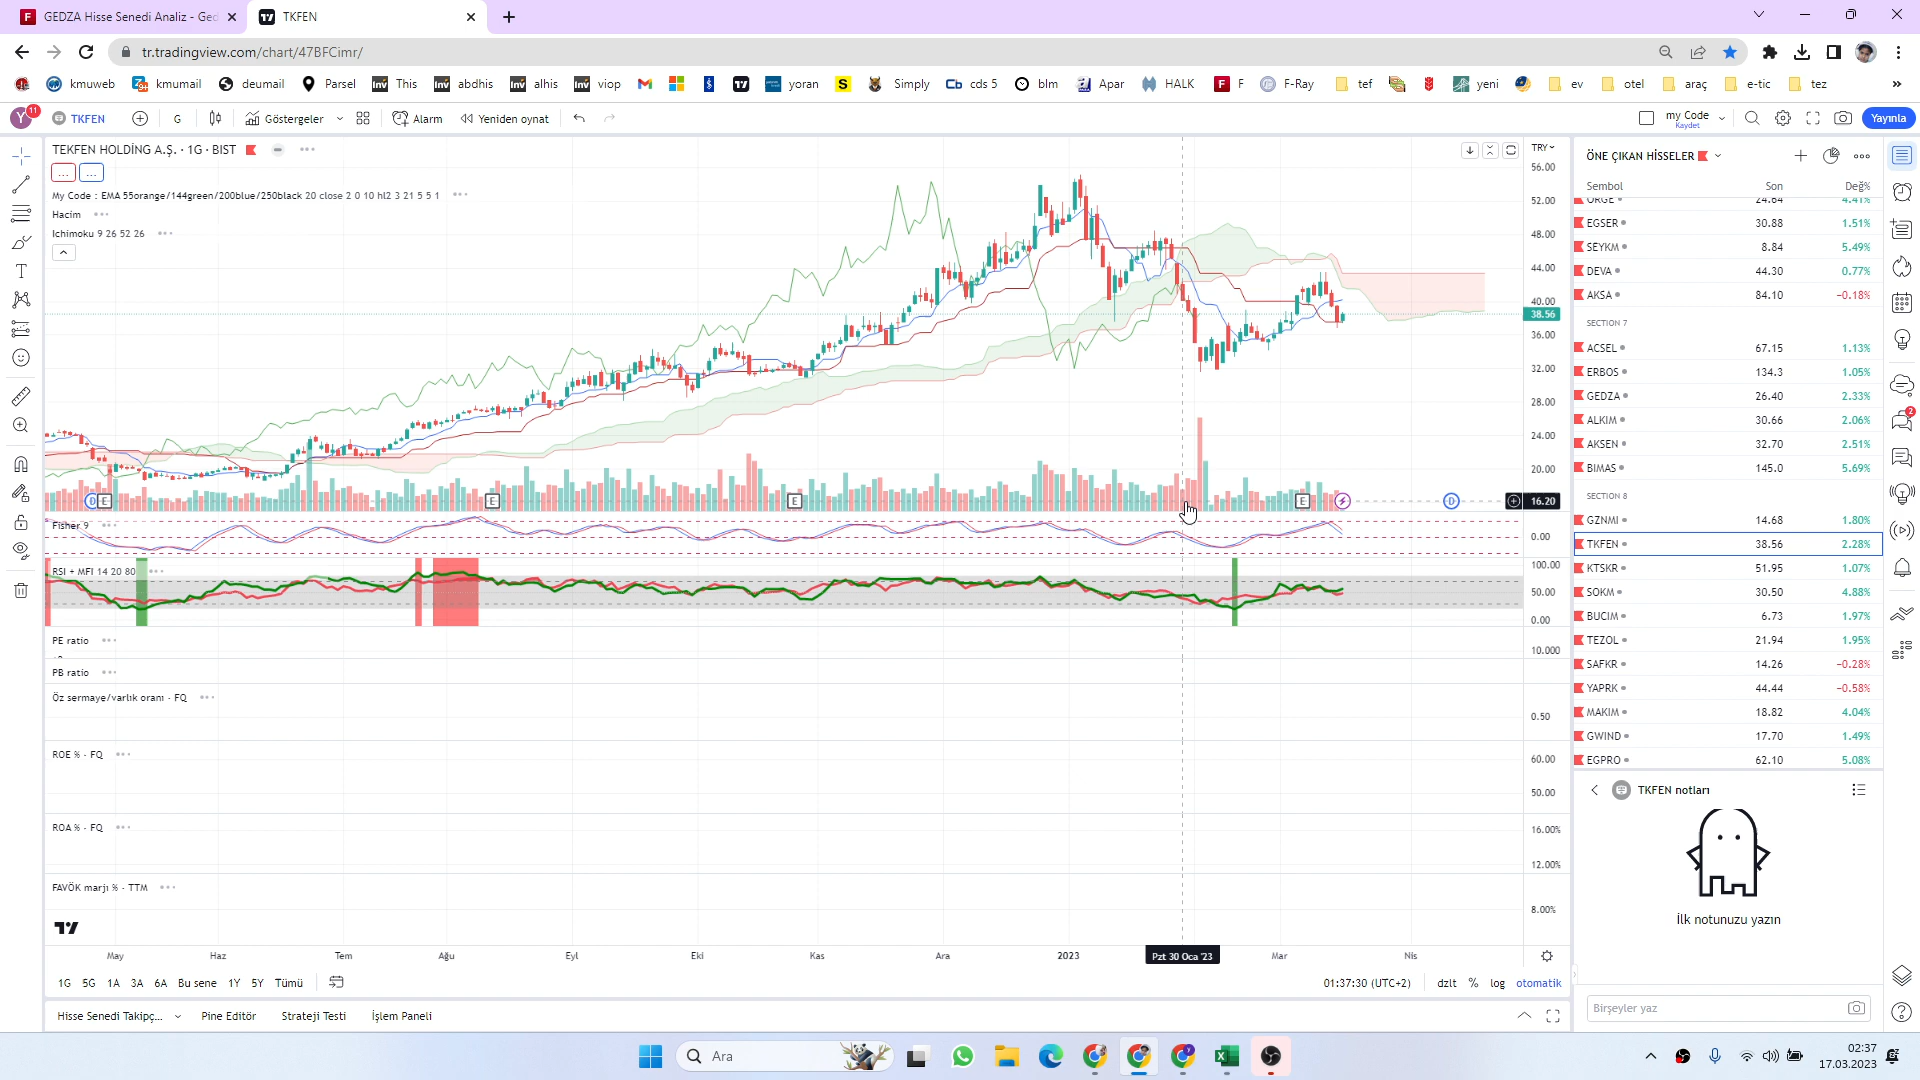 GEDZA Hisse Senedi Analiz - Ged
TKFEN
tr.tradingview.com/chart/47BFCimr/
kmuweb
kmumail
deumail
Parsel
This
abdhis
alhis
viop
yoran
Simply
cds 5
blm
Apar
HALK
F
F-Ray
tef
yeni
ev
otel
araç
e-tic
tez
Y 11
TKFEN
G
Göstergeler
Alarm
Yeniden oynat
my Code
Kaydet
Yayınla
TEKFEN HOLDİNG A.Ş. · 1G · BIST
My Code : EMA 55orange/144green/200blue/250black 20 close 2 0 10 hl2 3 21 5 5 1
Hacim
Ichimoku 9 26 52 26
TRY
56.00
52.00
48.00
44.00
40.00
38.56
36.00
32.00
28.00
24.00
20.00
16.20
D E E E E D
Fisher 9
0.00
RSI + MFI 14 20 80
100.00
50.00
0.00
PE ratio
10.000
PB ratio
Öz sermaye/varlık oranı - FQ
0.50
ROE % - FQ
60.00
50.00
ROA % - FQ
16.00%
12.00%
FAVÖK marjı % - TTM
8.00%
May
Haz
Tem
Ağu
Eyl
Eki
Kas
Ara
2023
Pzt 30 Oca '23
Mar
Nis
1G 5G 1A 3A 6A Bu sene 1Y 5Y Tümü
01:37:30 (UTC+2)
dzlt % log otomatik
Hisse Senedi Takipç...
Pine Editör
Strateji Testi
İşlem Paneli
ÖNE ÇIKAN HİSSELER
Sembol Son Değ%
ORGE 24.64 4.41%
EGSER 30.88 1.51%
SEYKM 8.84 5.49%
DEVA 44.30 0.77%
AKSA 84.10 −0.18%
SECTION 7
ACSEL 67.15 1.13%
ERBOS 134.3 1.05%
GEDZA 26.40 2.33%
ALKIM 30.66 2.06%
AKSEN 32.70 2.51%
BIMAS 145.0 5.69%
SECTION 8
GZNMI 14.68 1.80%
TKFEN 38.56 2.28%
KTSKR 51.95 1.07%
SOKM 30.50 4.88%
BUCIM 6.73 1.97%
TEZOL 21.94 1.95%
SAFKR 14.26 −0.28%
YAPRK 44.44 −0.58%
MAKIM 18.82 4.04%
GWIND 17.70 1.49%
EGPRO 62.10 5.08%
TKFEN notları
İlk notunuzu yazın
Birşeyler yaz
2
Ara
02:37
17.03.2023